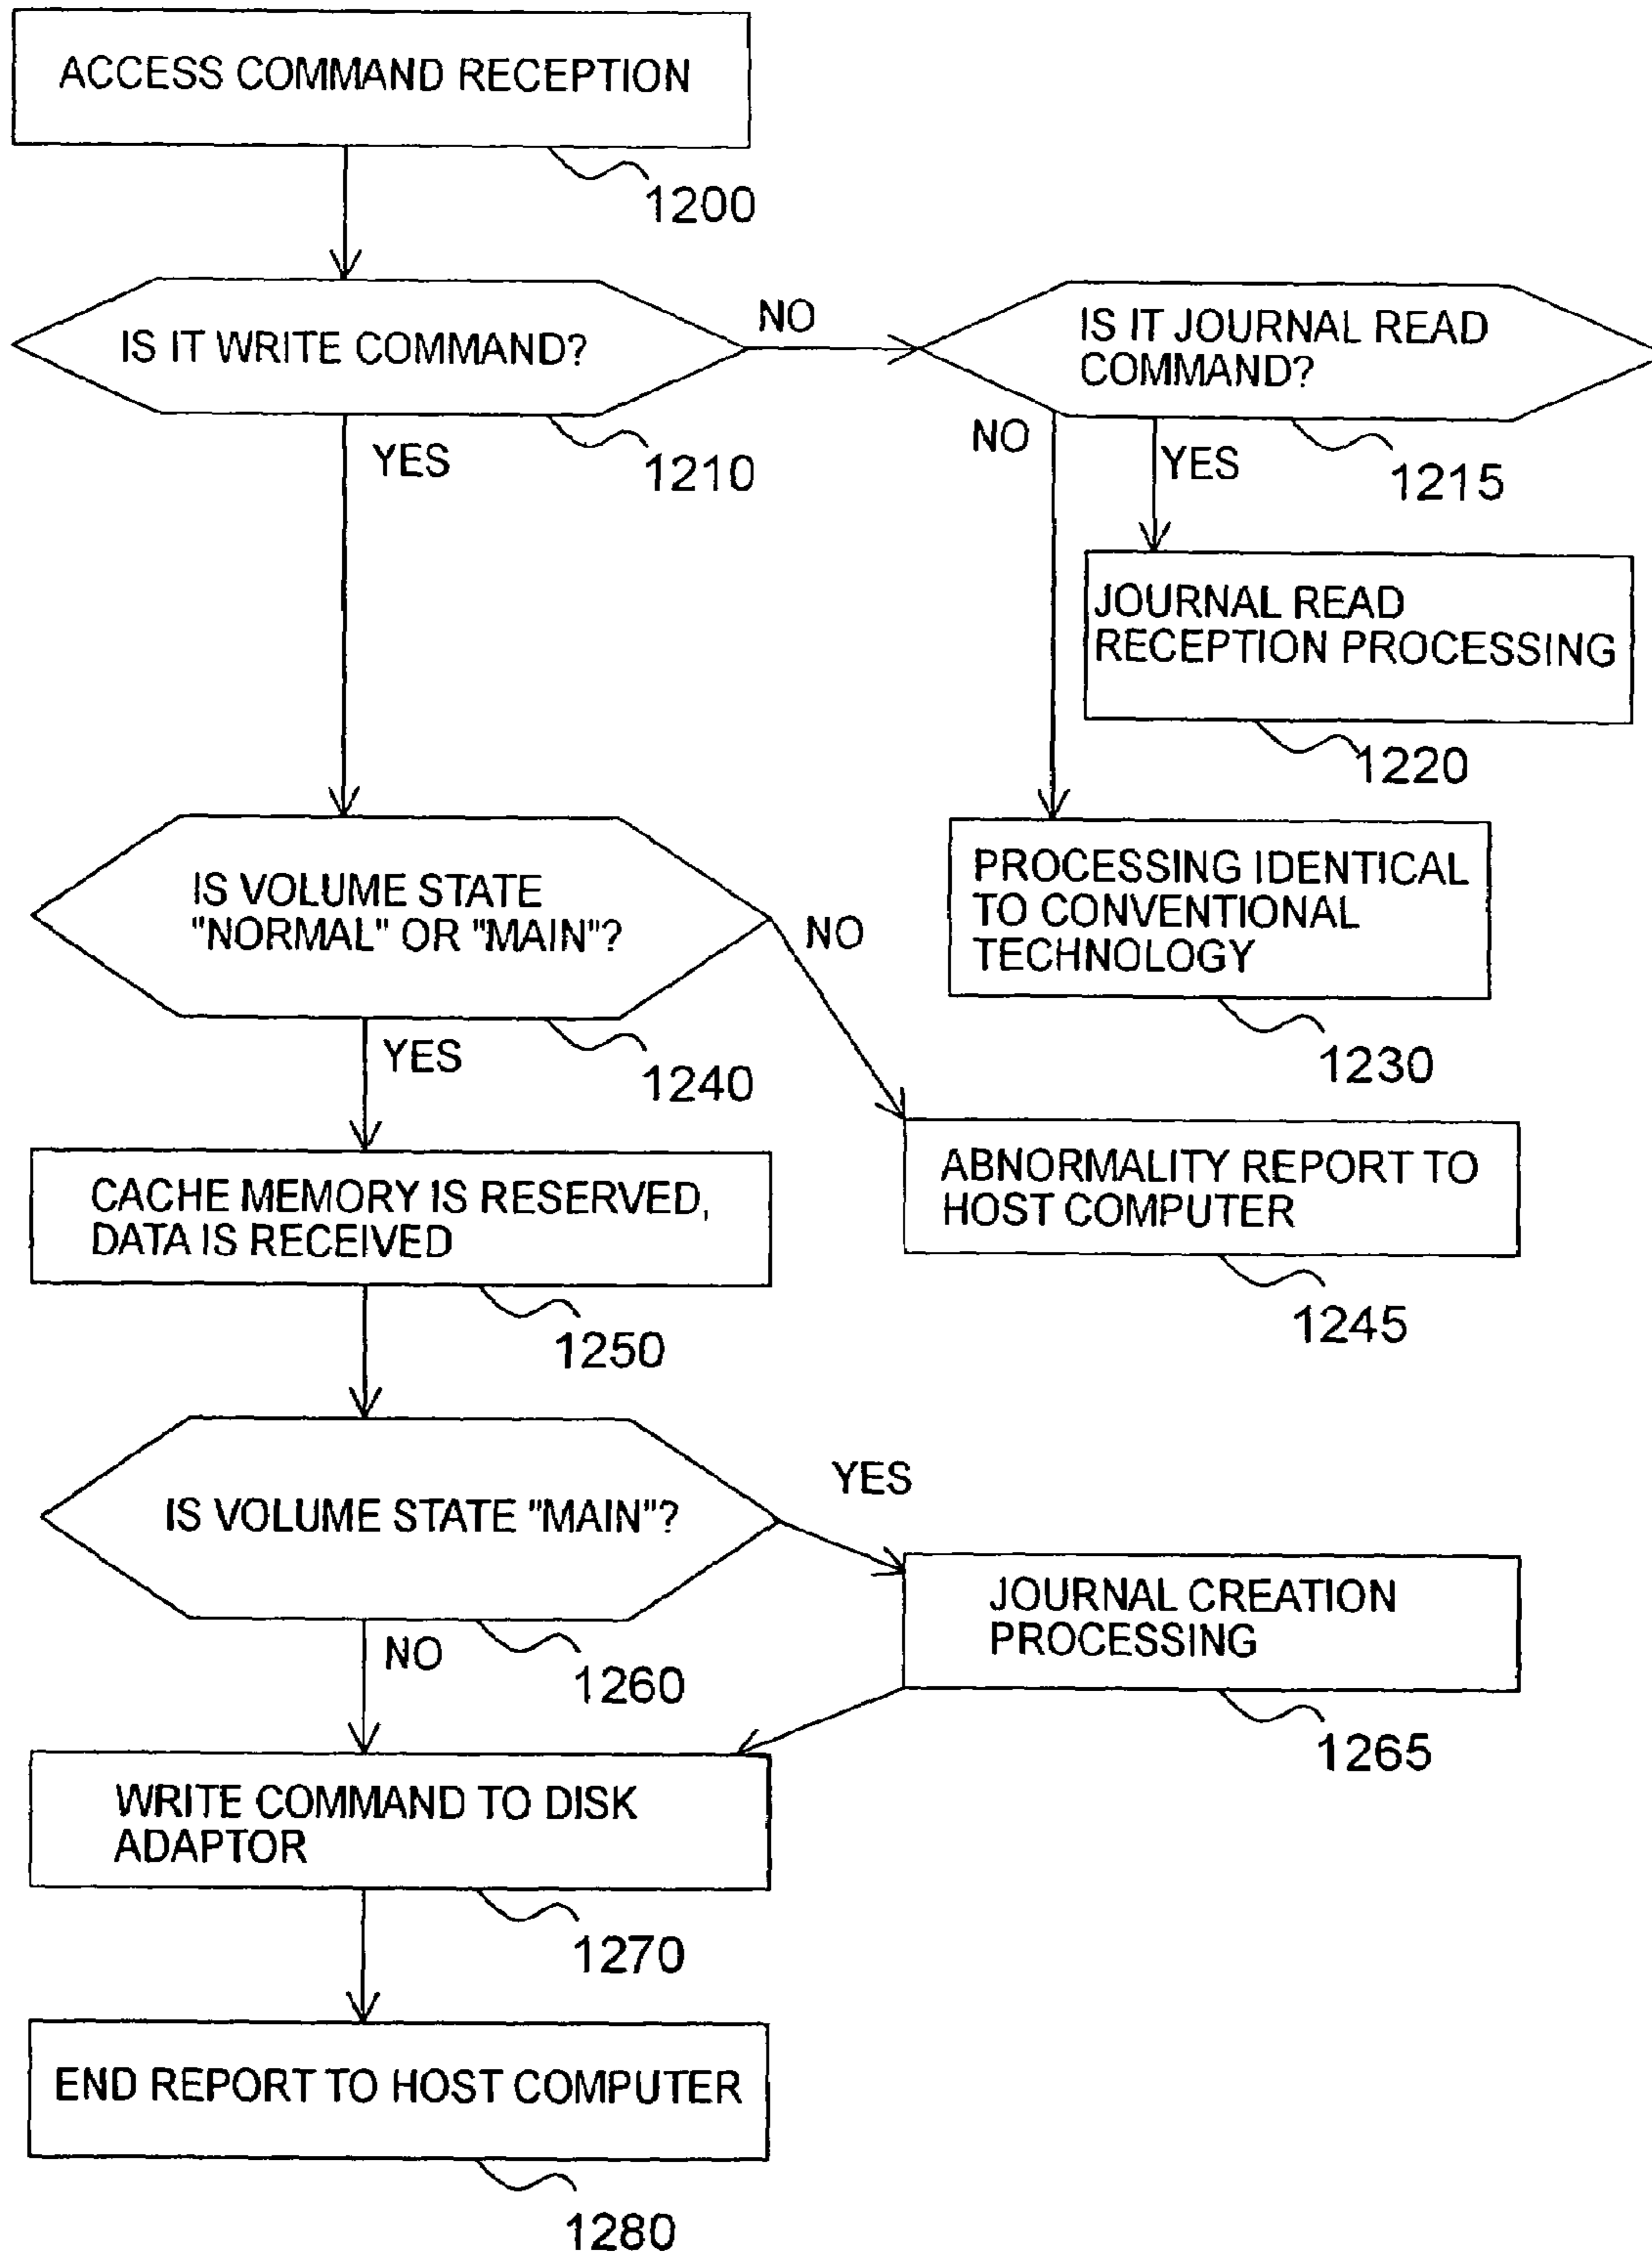 ACCESS COMMAND RECEPTION
1200
IS IT WRITE COMMAND?
NO
YES
1210
IS IT JOURNAL READ
COMMAND?
NO
YES
1215
JOURNAL READ
RECEPTION PROCESSING
1220
PROCESSING IDENTICAL
TO CONVENTIONAL
TECHNOLOGY
1230
IS VOLUME STATE
"NORMAL" OR "MAIN"?
NO
YES
1240
ABNORMALITY REPORT TO
HOST COMPUTER
1245
CACHE MEMORY IS RESERVED,
DATA IS RECEIVED
1250
IS VOLUME STATE "MAIN"?
YES
NO
1260
JOURNAL CREATION
PROCESSING
1265
WRITE COMMAND TO DISK
ADAPTOR
1270
END REPORT TO HOST COMPUTER
1280